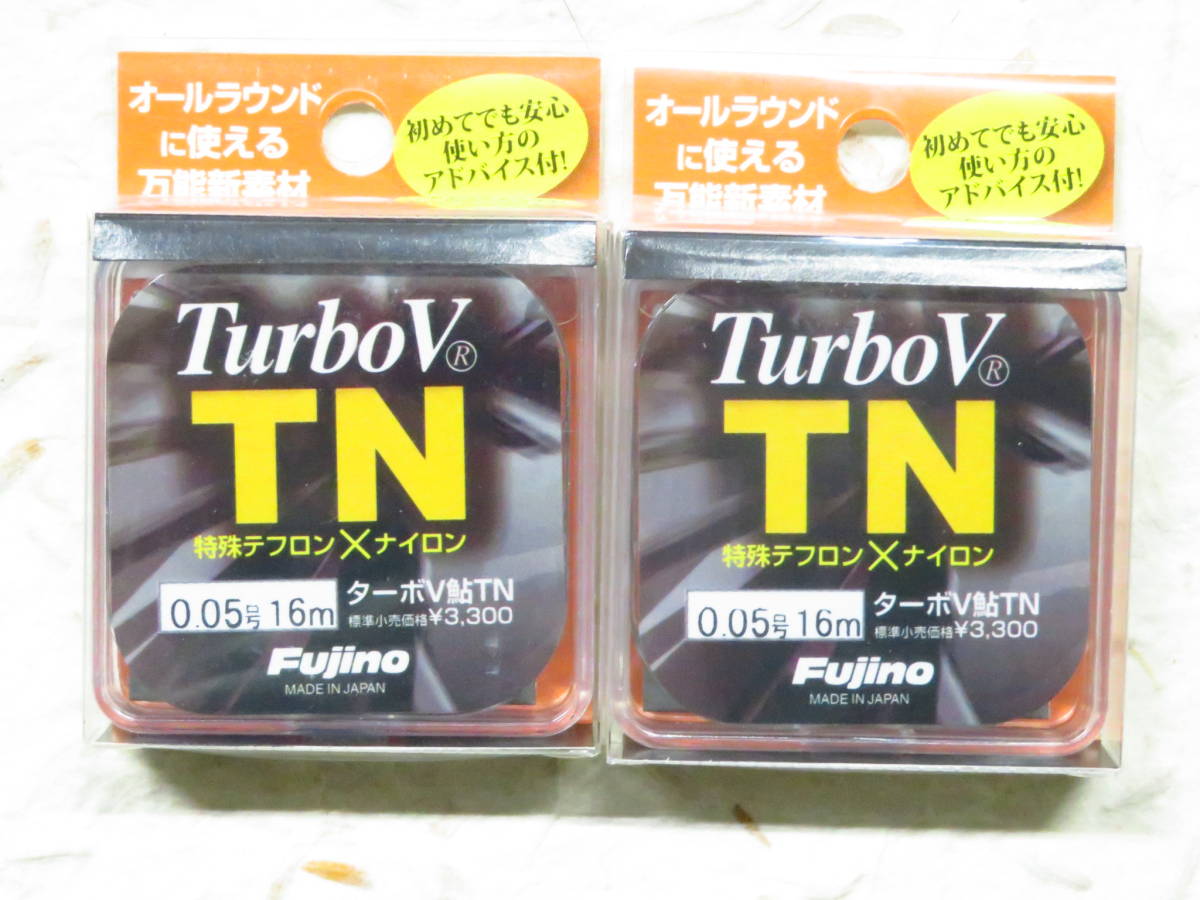 オールラウンド
に使える
万能新素材
初めてでも安心
使い方の
アドバイス付!
TurboV®
TN
特殊テフロン×ナイロン
0.05号16m
ターボV鮎TN
標準小売価格¥3,300
Fujino
MADE IN JAPAN
オールラウンド
に使える
万能新素材
初めてでも安心
使い方の
アドバイス付!
TurboV®
TN
特殊テフロン×ナイロン
0.05号16m
ターボV鮎TN
標準小売価格¥3,300
Fujino
MADE IN JAPAN